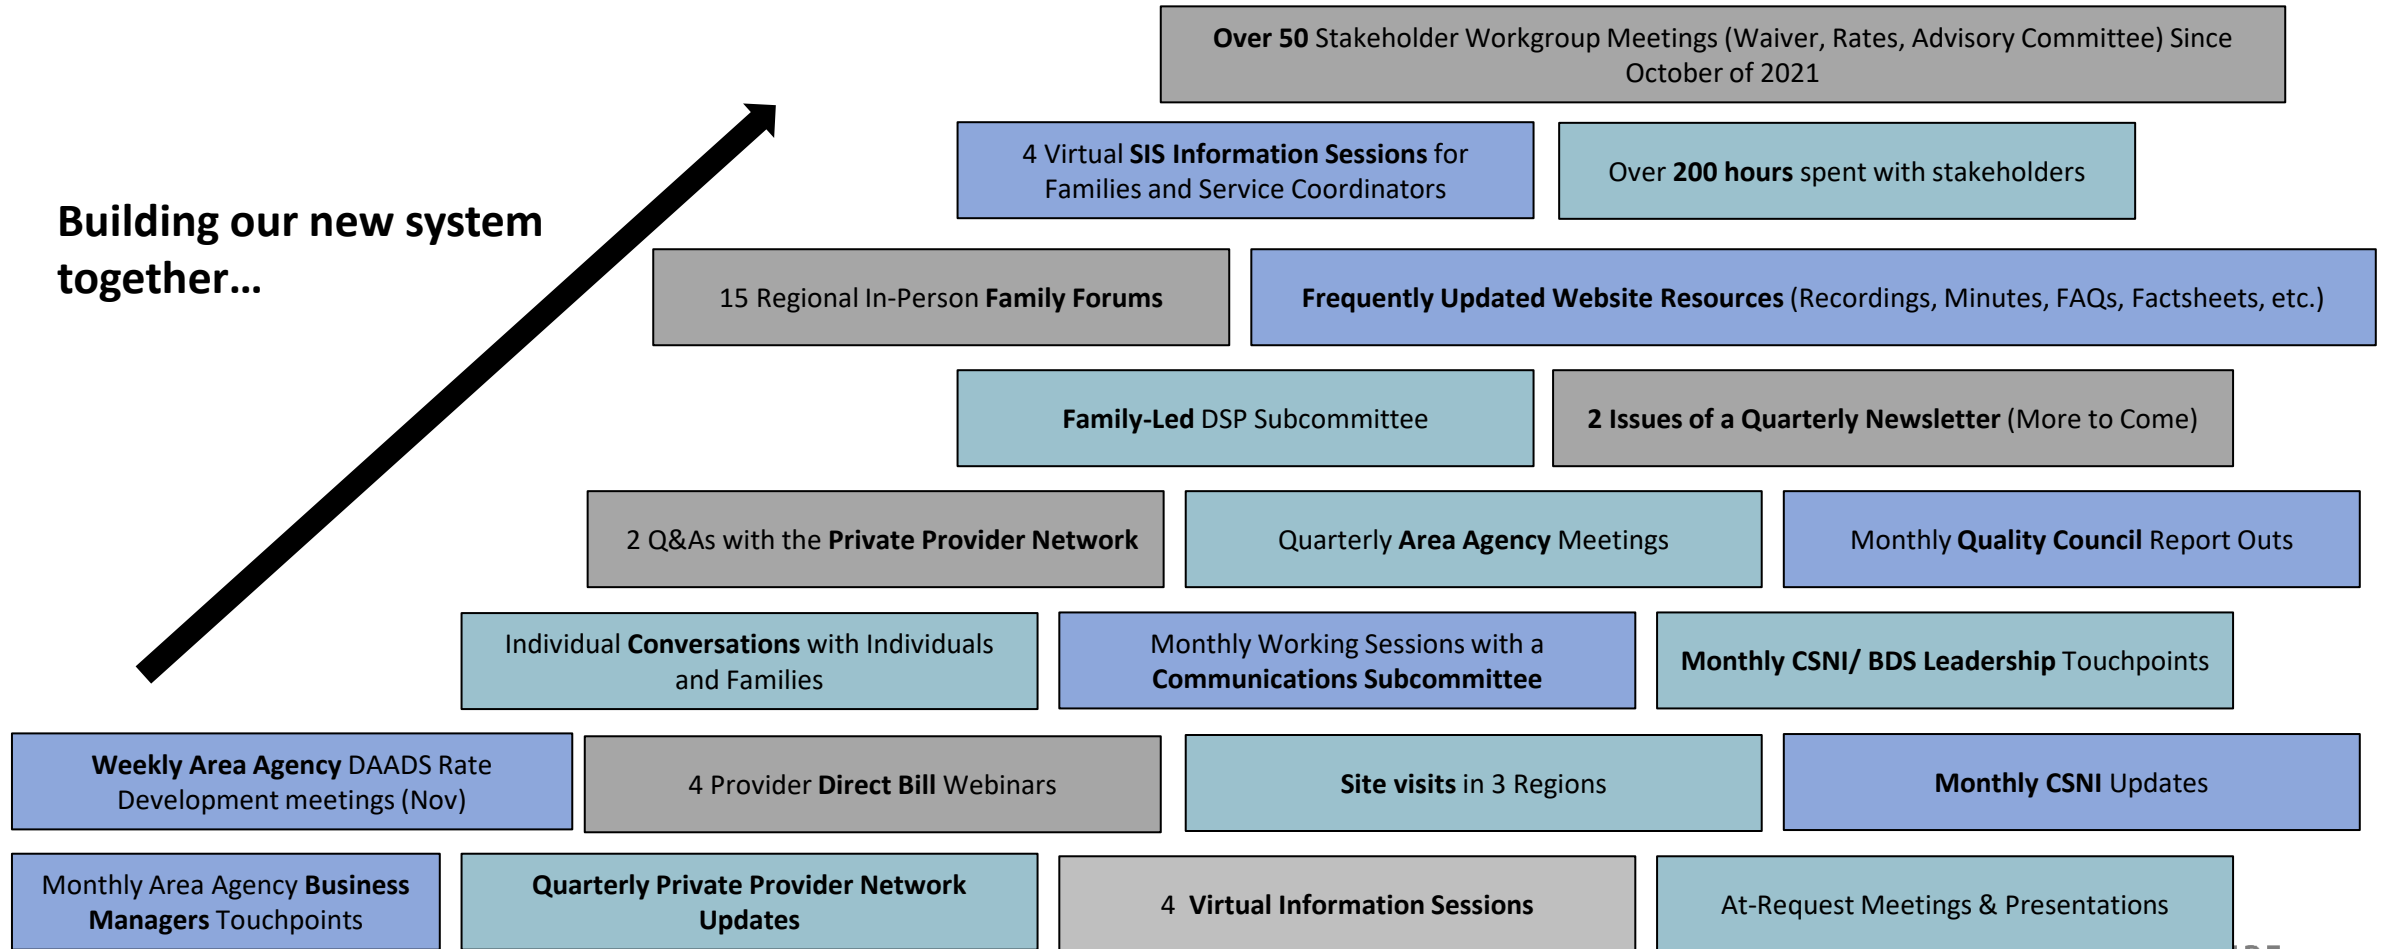 Over 50 Stakeholder Workgroup Meetings (Waiver, Rates, Advisory Committee) Since
October of 2021
4 Virtual SIS Information Sessions for
Families and Service Coordinators
Over 200 hours spent with stakeholders
Building our new system
together…
15 Regional In-Person Family Forums
Frequently Updated Website Resources (Recordings, Minutes, FAQs, Factsheets, etc.)
Family-Led DSP Subcommittee
2 Issues of a Quarterly Newsletter (More to Come)
2 Q&As with the Private Provider Network
Quarterly Area Agency Meetings
Monthly Quality Council Report Outs
Individual Conversations with Individuals
and Families
Monthly Working Sessions with a
Communications Subcommittee
Monthly CSNI/ BDS Leadership Touchpoints
Weekly Area Agency DAADS Rate
Development meetings (Nov)
4 Provider Direct Bill Webinars
Site visits in 3 Regions
Monthly CSNI Updates
Monthly Area Agency Business
Managers Touchpoints
Quarterly Private Provider Network
Updates
4 Virtual Information Sessions
At-Request Meetings & Presentations